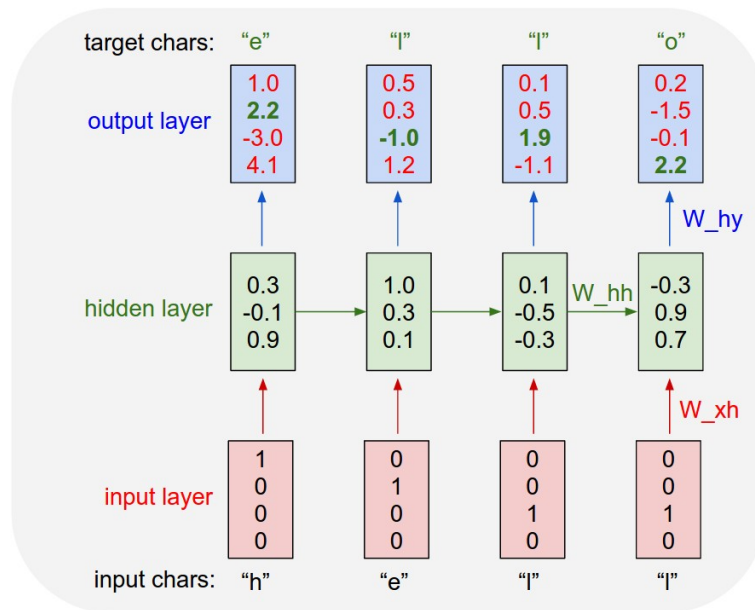 target chars: “e” “l” “l” “o”
1.0 0.5 0.1 0.2
2.2 0.3 0.5 -1.5
output layer
-3.0 -1.0 1.9 -0.1
4.1 1.2 -1.1 2.2
W_hy
0.3 1.0 0.1 -0.3
W_hh
hidden layer -0.1 0.3 -0.5 0.9
0.9 0.1 -0.3 0.7
W_xh
1 0 0 0
0 1 0 0
input layer
0 0 1 1
0 0 0 0
input chars: “h” “e” “l” “l”